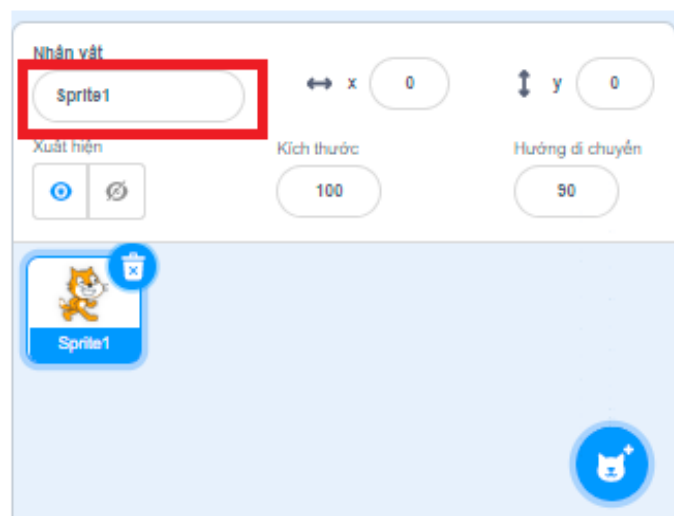 Nhân vật
Sprite1
x 0
y 0
Xuất hiện
Kích thước
Hướng di chuyển
100
90
Sprite1